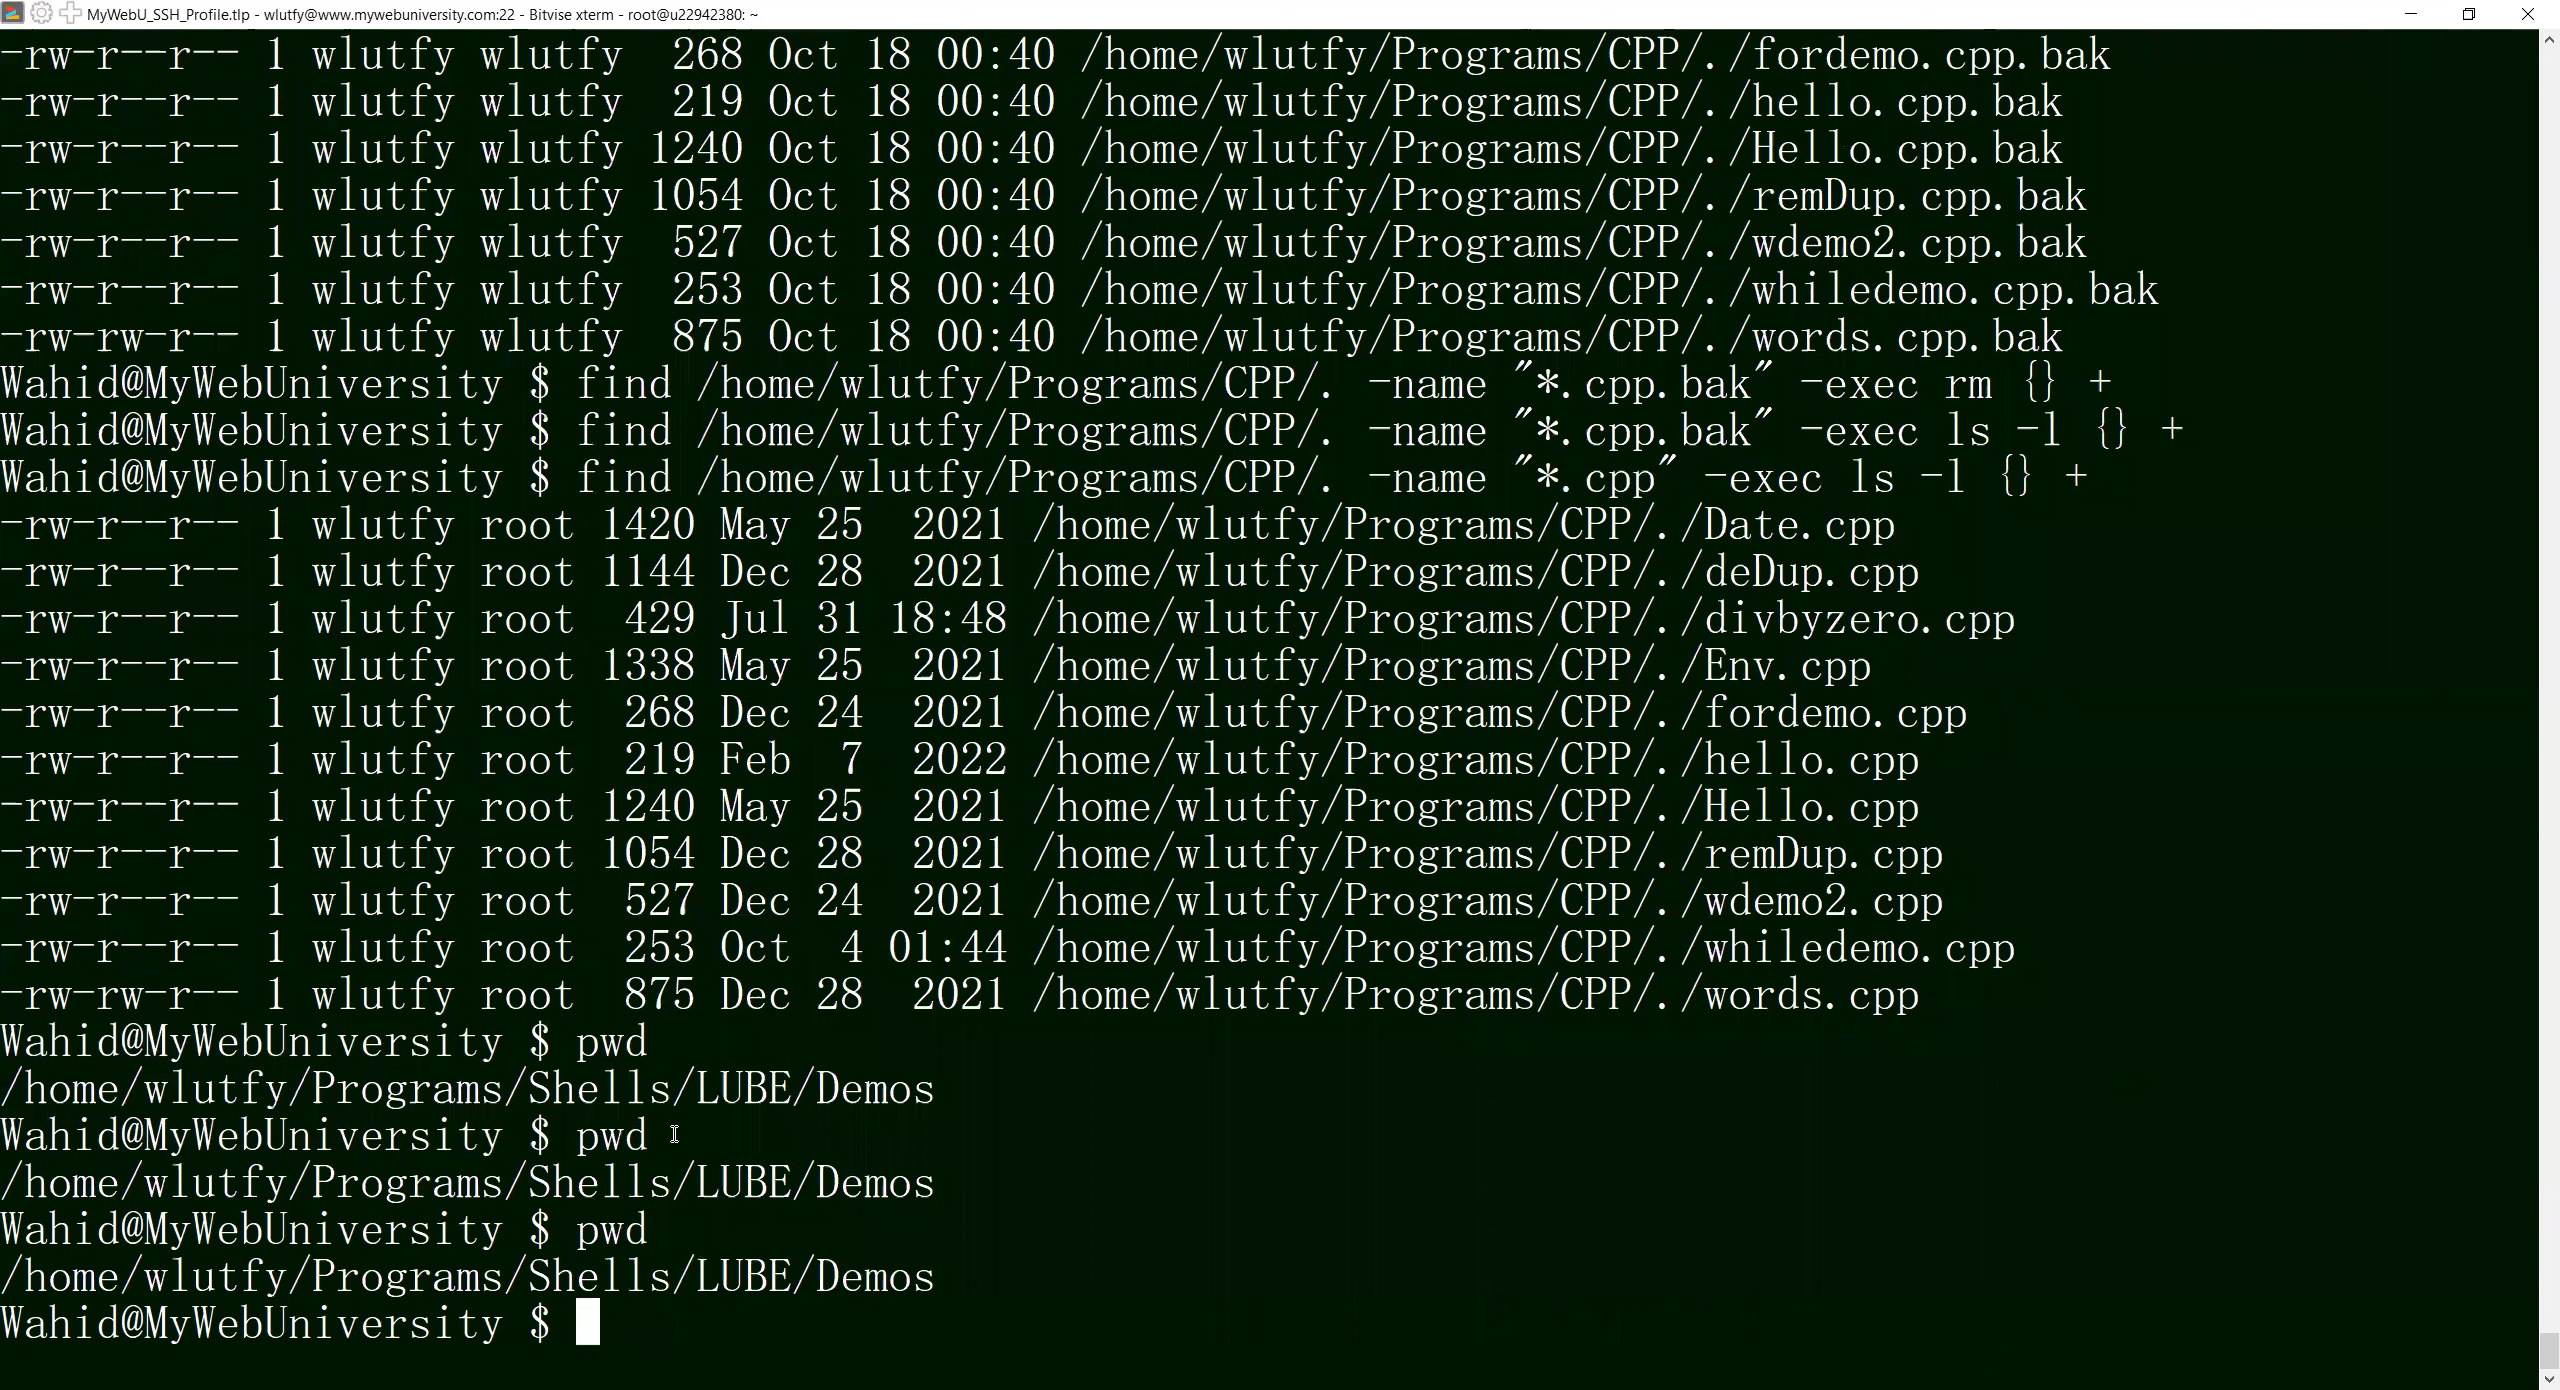 MyWebU_SSH_Profile.tlp - wlutfy@www.mywebuniversity.com:22 - Bitvise xterm - root@u22942380: ~
-rw-r--r-- 1 wlutfy wlutfy  268 Oct 18 00:40 /home/wlutfy/Programs/CPP/./fordemo.cpp.bak
-rw-r--r-- 1 wlutfy wlutfy  219 Oct 18 00:40 /home/wlutfy/Programs/CPP/./hello.cpp.bak
-rw-r--r-- 1 wlutfy wlutfy 1240 Oct 18 00:40 /home/wlutfy/Programs/CPP/./Hello.cpp.bak
-rw-r--r-- 1 wlutfy wlutfy 1054 Oct 18 00:40 /home/wlutfy/Programs/CPP/./remDup.cpp.bak
-rw-r--r-- 1 wlutfy wlutfy  527 Oct 18 00:40 /home/wlutfy/Programs/CPP/./wdemo2.cpp.bak
-rw-r--r-- 1 wlutfy wlutfy  253 Oct 18 00:40 /home/wlutfy/Programs/CPP/./whiledemo.cpp.bak
-rw-rw-r-- 1 wlutfy wlutfy  875 Oct 18 00:40 /home/wlutfy/Programs/CPP/./words.cpp.bak
Wahid@MyWebUniversity $ find /home/wlutfy/Programs/CPP/. -name "*.cpp.bak" -exec rm {} +
Wahid@MyWebUniversity $ find /home/wlutfy/Programs/CPP/. -name "*.cpp.bak" -exec ls -l {} +
Wahid@MyWebUniversity $ find /home/wlutfy/Programs/CPP/. -name "*.cpp" -exec ls -l {} +
-rw-r--r-- 1 wlutfy root 1420 May 25  2021 /home/wlutfy/Programs/CPP/./Date.cpp
-rw-r--r-- 1 wlutfy root 1144 Dec 28  2021 /home/wlutfy/Programs/CPP/./deDup.cpp
-rw-r--r-- 1 wlutfy root  429 Jul 31 18:48 /home/wlutfy/Programs/CPP/./divbyzero.cpp
-rw-r--r-- 1 wlutfy root 1338 May 25  2021 /home/wlutfy/Programs/CPP/./Env.cpp
-rw-r--r-- 1 wlutfy root  268 Dec 24  2021 /home/wlutfy/Programs/CPP/./fordemo.cpp
-rw-r--r-- 1 wlutfy root  219 Feb  7  2022 /home/wlutfy/Programs/CPP/./hello.cpp
-rw-r--r-- 1 wlutfy root 1240 May 25  2021 /home/wlutfy/Programs/CPP/./Hello.cpp
-rw-r--r-- 1 wlutfy root 1054 Dec 28  2021 /home/wlutfy/Programs/CPP/./remDup.cpp
-rw-r--r-- 1 wlutfy root  527 Dec 24  2021 /home/wlutfy/Programs/CPP/./wdemo2.cpp
-rw-r--r-- 1 wlutfy root  253 Oct  4 01:44 /home/wlutfy/Programs/CPP/./whiledemo.cpp
-rw-rw-r-- 1 wlutfy root  875 Dec 28  2021 /home/wlutfy/Programs/CPP/./words.cpp
Wahid@MyWebUniversity $ pwd
/home/wlutfy/Programs/Shells/LUBE/Demos
Wahid@MyWebUniversity $ pwd
/home/wlutfy/Programs/Shells/LUBE/Demos
Wahid@MyWebUniversity $ pwd
/home/wlutfy/Programs/Shells/LUBE/Demos
Wahid@MyWebUniversity $